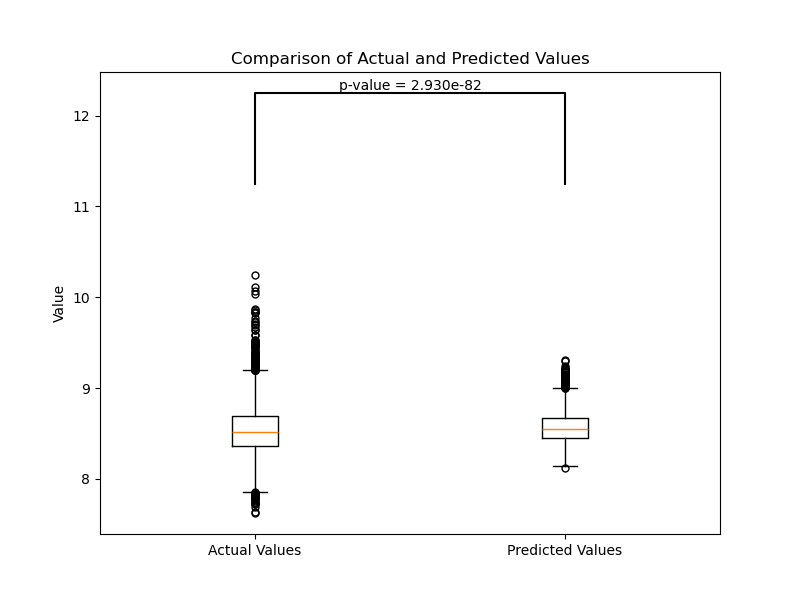 Comparison of Actual and Predicted Values
p-value = 2.930e-82
12
11
10
9
8
Value
Actual Values
Predicted Values